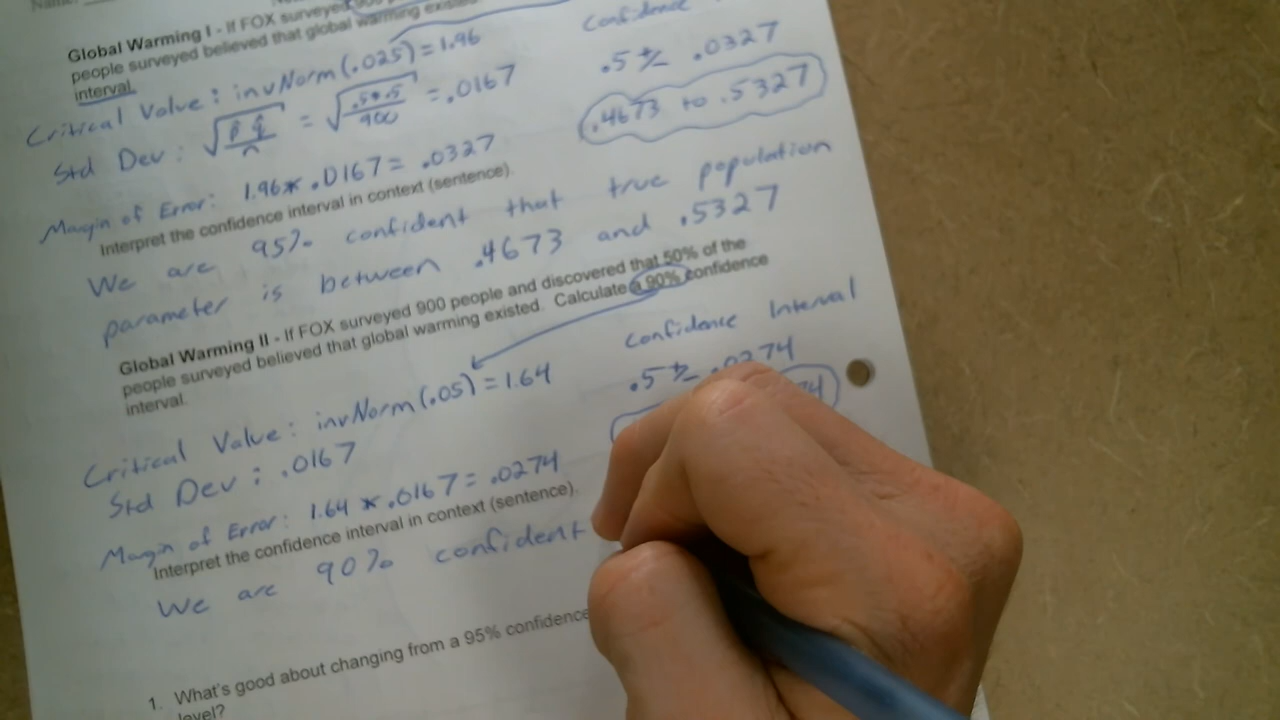 Global Warming I - If FOX surveyed 900
people surveyed believed that global warming existed.
interval.
Critical Value: invNorm(.025) = 1.96
Std Dev: √(p̂ q̂ / n) = √(.5*.5 / 900) = .0167
Margin of Error: 1.96 * .0167 = .0327
Confidence
.5 +/- .0327
.4673 to .5327
Interpret the confidence interval in context (sentence).
We are 95% confident that true population
parameter is between .4673 and .5327
Global Warming II - If FOX surveyed 900 people and discovered that 50% of the
people surveyed believed that global warming existed. Calculate a 90% confidence
interval.
Critical Value: invNorm(.05) = 1.64
Std Dev: .0167
Margin of Error: 1.64 * .0167 = .0274
Confidence Interval
.5 +/- .0274
Interpret the confidence interval in context (sentence).
We are 90% confident
1. What's good about changing from a 95% confidence
level?